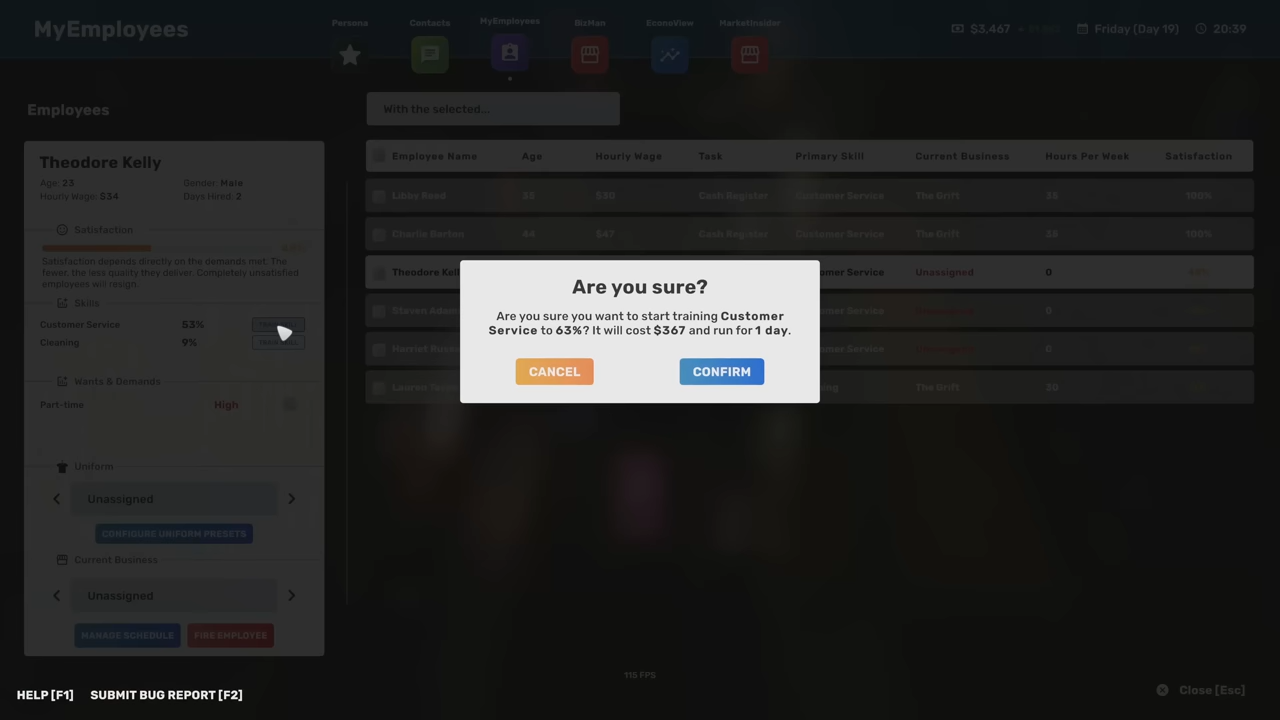 MyEmployees
Persona
Contacts
MyEmployees
BizMan
EconoView
MarketInsider
$3,467
Friday (Day 19)
20:39
Employees
With the selected...
Theodore Kelly
Age: 23
Gender: Male
Hourly Wage: $34
Days Hired: 2
Satisfaction
Satisfaction depends directly on the demands met. The
fewer, the less quality they deliver. Completely unsatisfied
employees will resign.
Skills
Customer Service 53%
Cleaning 9%
Wants & Demands
Part-time High
Uniform
Unassigned
CONFIGURE UNIFORM PRESETS
Current Business
Unassigned
MANAGE SCHEDULE FIRE EMPLOYEE
Employee Name Age Hourly Wage Task Primary Skill Current Business Hours Per Week Satisfaction
Libby Reed 35 $30 Cash Register Customer Service The Grift 35 100%
Charlie Barton 44 $47 Cash Register Customer Service The Grift 35 100%
Theodore Unassigned 0
Steven 0
Harriet 0
Lauren The Grift 20
Are you sure?
Are you sure you want to start training Customer
Service to 63%? It will cost $367 and run for 1 day.
CANCEL CONFIRM
115 FPS
HELP [F1] SUBMIT BUG REPORT [F2]
Close [Esc]